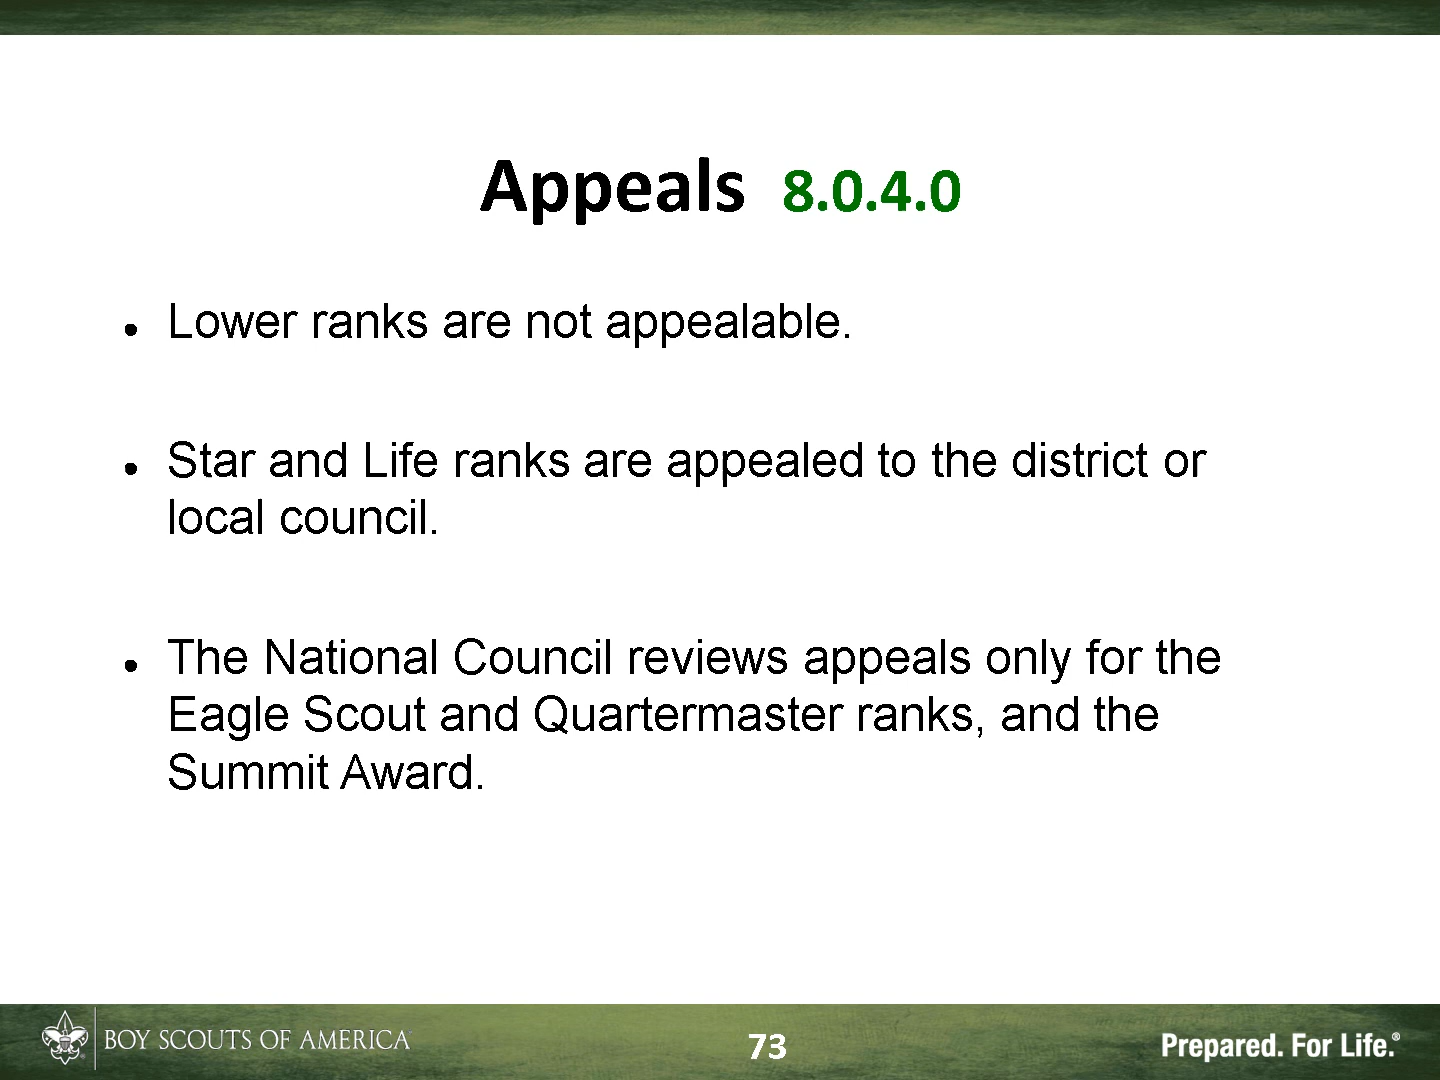 Appeals 8.0.4.0
● Lower ranks are not appealable.
● Star and Life ranks are appealed to the district or
local council.
● The National Council reviews appeals only for the
Eagle Scout and Quartermaster ranks, and the
Summit Award.
BOY SCOUTS OF AMERICA
73
Prepared. For Life.®